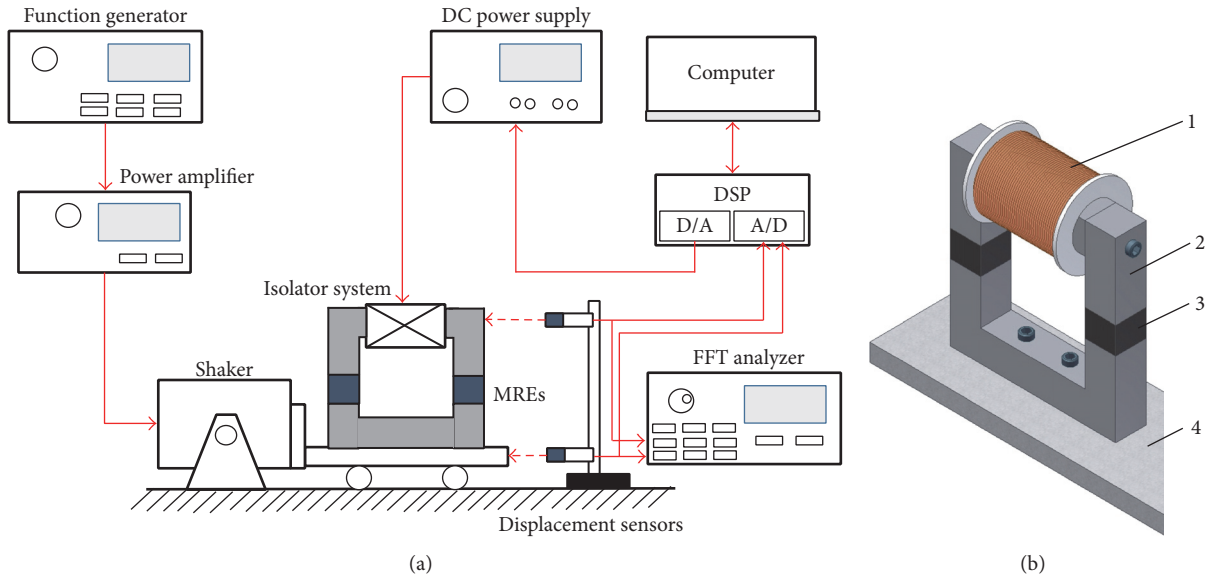 Function generator
DC power supply
Computer
Power amplifier
DSP
D/A
A/D
Isolator system
Shaker
MREs
FFT analyzer
Displacement sensors
(a)
1
2
3
4
(b)